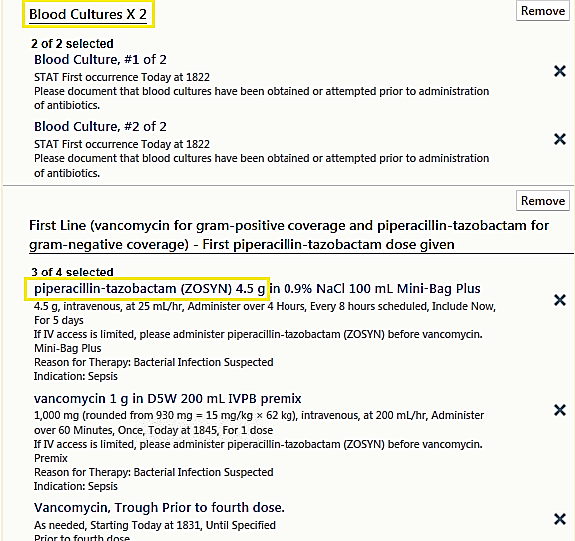 Blood Cultures X 2
Remove
2 of 2 selected
Blood Culture, #1 of 2
STAT First occurrence Today at 1822
Please document that blood cultures have been obtained or attempted prior to administration
of antibiotics.
Blood Culture, #2 of 2
STAT First occurrence Today at 1822
Please document that blood cultures have been obtained or attempted prior to administration
of antibiotics.
Remove
First Line (vancomycin for gram-positive coverage and piperacillin-tazobactam for
gram-negative coverage) - First piperacillin-tazobactam dose given
3 of 4 selected
piperacillin-tazobactam (ZOSYN) 4.5 g in 0.9% NaCl 100 mL Mini-Bag Plus
4.5 g, intravenous, at 25 mL/hr, Administer over 4 Hours, Every 8 hours scheduled, Include Now,
For 5 days
If IV access is limited, please administer piperacillin-tazobactam (ZOSYN) before vancomycin.
Mini-Bag Plus
Reason for Therapy: Bacterial Infection Suspected
Indication: Sepsis
vancomycin 1 g in D5W 200 mL IVPB premix
1,000 mg (rounded from 930 mg = 15 mg/kg × 62 kg), intravenous, at 200 mL/hr, Administer
over 60 Minutes, Once, Today at 1845, For 1 dose
If IV access is limited, please administer piperacillin-tazobactam (ZOSYN) before vancomycin.
Premix
Reason for Therapy: Bacterial Infection Suspected
Indication: Sepsis
Vancomycin, Trough Prior to fourth dose.
As needed, Starting Today at 1831, Until Specified
Prior to fourth dose